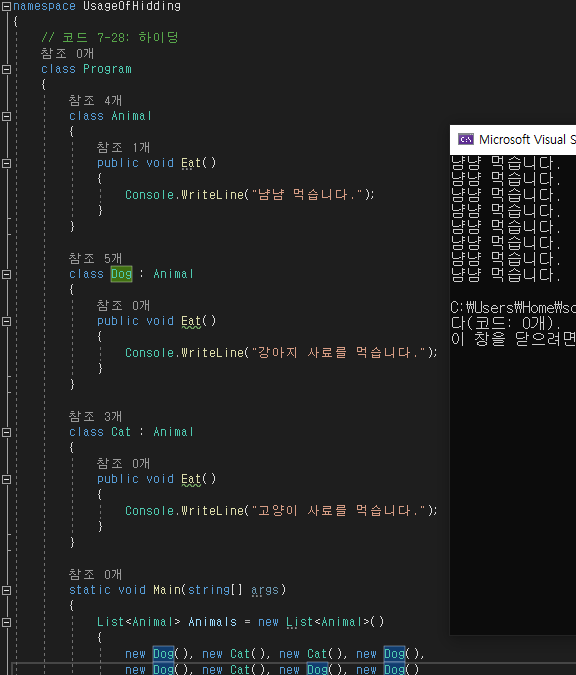 namespace UsageOfHidding
{
// 코드 7-28: 하이딩
참조 0개
class Program
{
참조 4개
class Animal
{
참조 1개
public void Eat()
{
Console.WriteLine("냠냠 먹습니다.");
}
}
참조 5개
class Dog : Animal
{
참조 0개
public void Eat()
{
Console.WriteLine("강아지 사료를 먹습니다.");
}
}
참조 3개
class Cat : Animal
{
참조 0개
public void Eat()
{
Console.WriteLine("고양이 사료를 먹습니다.");
}
}
참조 0개
static void Main(string[] args)
{
List<Animal> Animals = new List<Animal>()
{
new Dog(), new Cat(), new Cat(), new Dog(),
new Dog(), new Cat(), new Dog(), new Dog()
C:\ Microsoft Visual S
냠냠 먹습니다.
냠냠 먹습니다.
냠냠 먹습니다.
냠냠 먹습니다.
냠냠 먹습니다.
냠냠 먹습니다.
냠냠 먹습니다.
냠냠 먹습니다.
C:₩Users₩Home₩so
다(코드: 0개).
이 창을 닫으려면